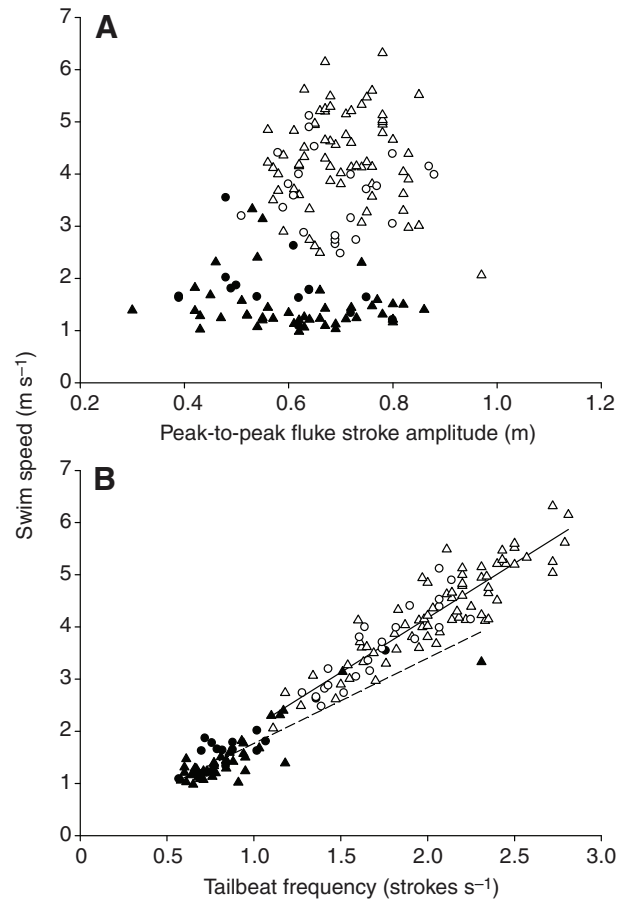 A
7
6
5
4
3
2
1
0
0.2 0.4 0.6 0.8 1.0 1.2
Peak-to-peak fluke stroke amplitude (m)
Swim speed (m s⁻¹)
B
7
6
5
4
3
2
1
0
0 0.5 1.0 1.5 2.0 2.5 3.0
Tailbeat frequency (strokes s⁻¹)